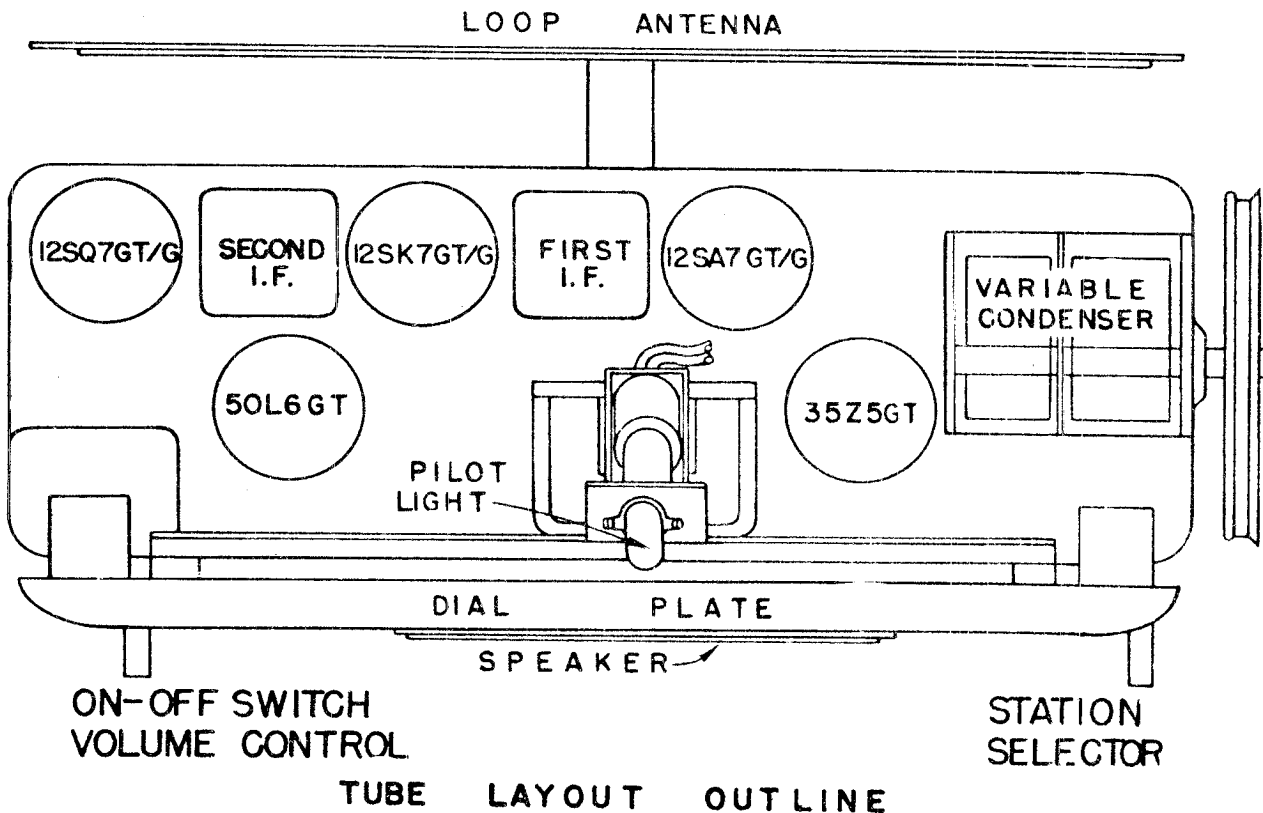 LOOP ANTENNA
12SQ7GT/G
SECOND
I.F.
12SK7GT/G
FIRST
I.F.
12SA7GT/G
VARIABLE
CONDENSER
50L6GT
35Z5GT
PILOT
LIGHT
DIAL PLATE
SPEAKER
ON-OFF SWITCH
VOLUME CONTROL
STATION
SELECTOR
TUBE LAYOUT OUTLINE